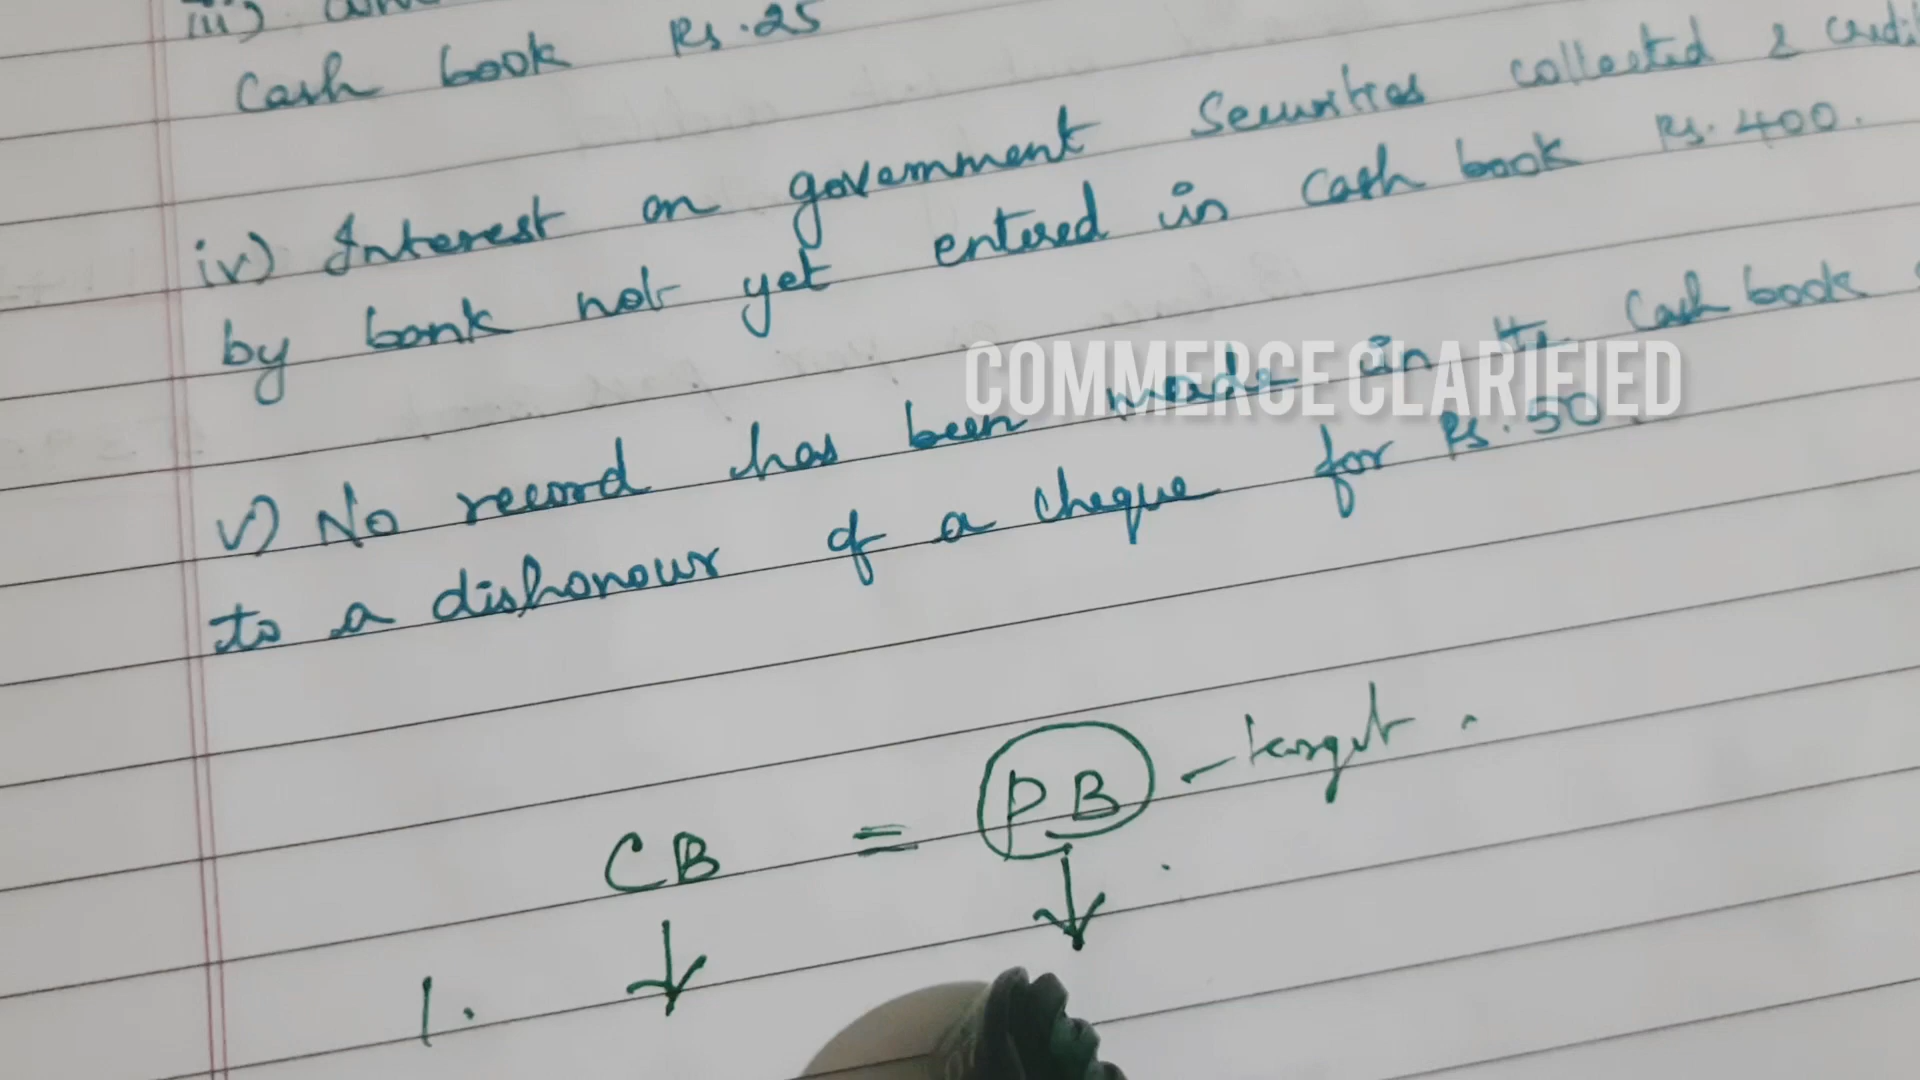 iii)
Cash book Rs.25
iv) Interest on government Securities collected & credi
by bank not yet entered in Cash book Rs.400.
v) No record has been made in the Cash book
to a dishonour of a cheque for Rs.50.
COMMERCE CLARIFIED
CB = PB - target.
1.